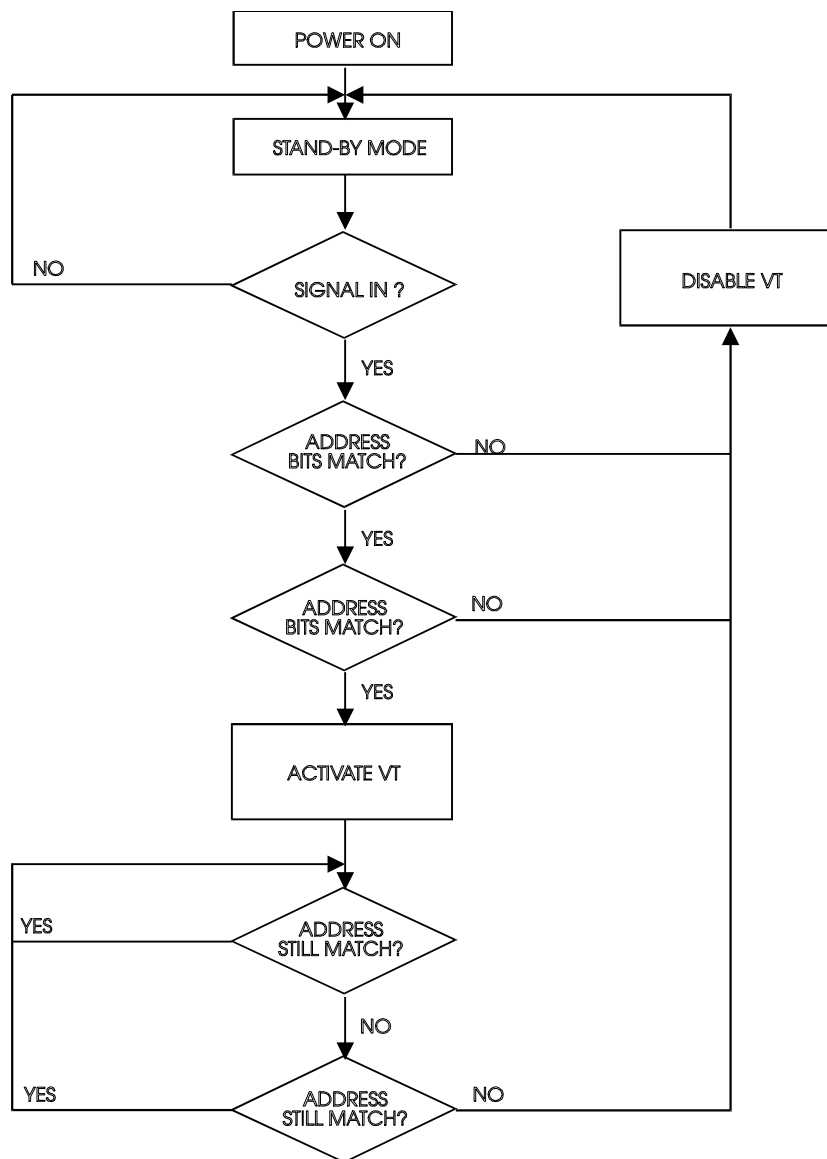 POWER ON
STAND-BY MODE
NO
SIGNAL IN ?
DISABLE VT
YES
ADDRESS
BITS MATCH?
NO
YES
ADDRESS
BITS MATCH?
NO
YES
ACTIVATE VT
YES
ADDRESS
STILL MATCH?
NO
YES
ADDRESS
STILL MATCH?
NO